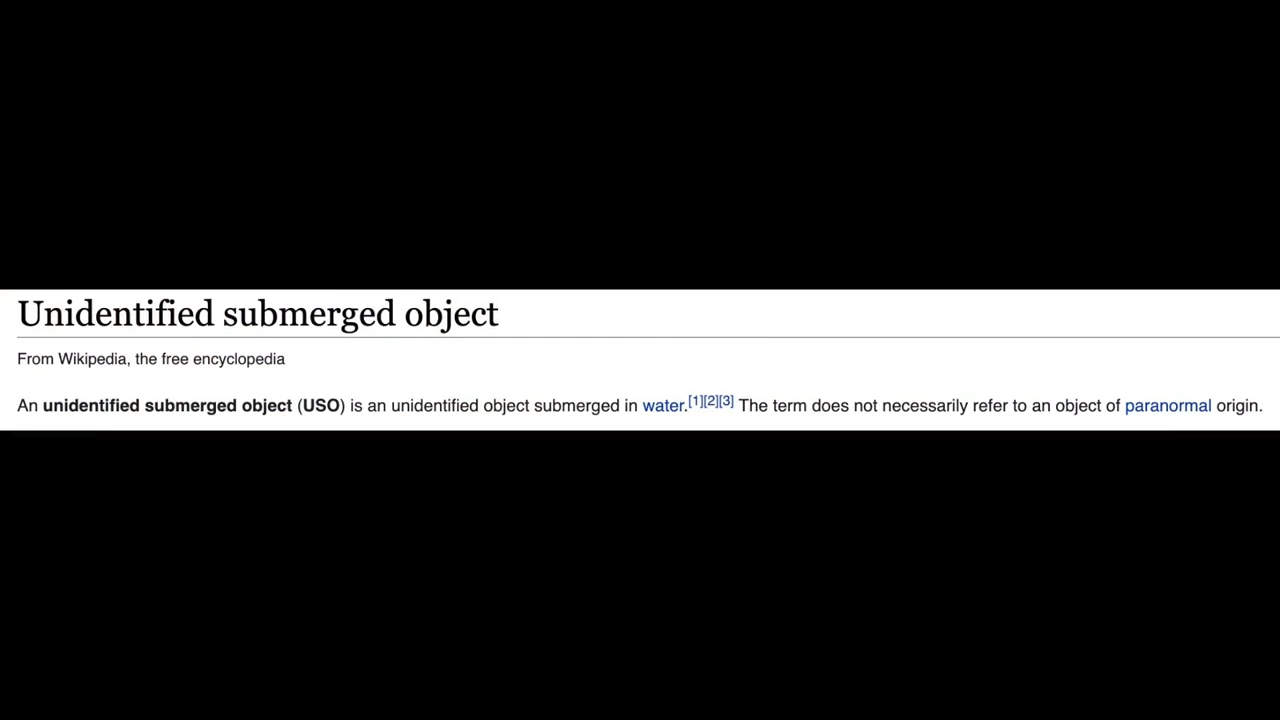 Unidentified submerged object
From Wikipedia, the free encyclopedia
An unidentified submerged object (USO) is an unidentified object submerged in water.[1][2][3] The term does not necessarily refer to an object of paranormal origin.